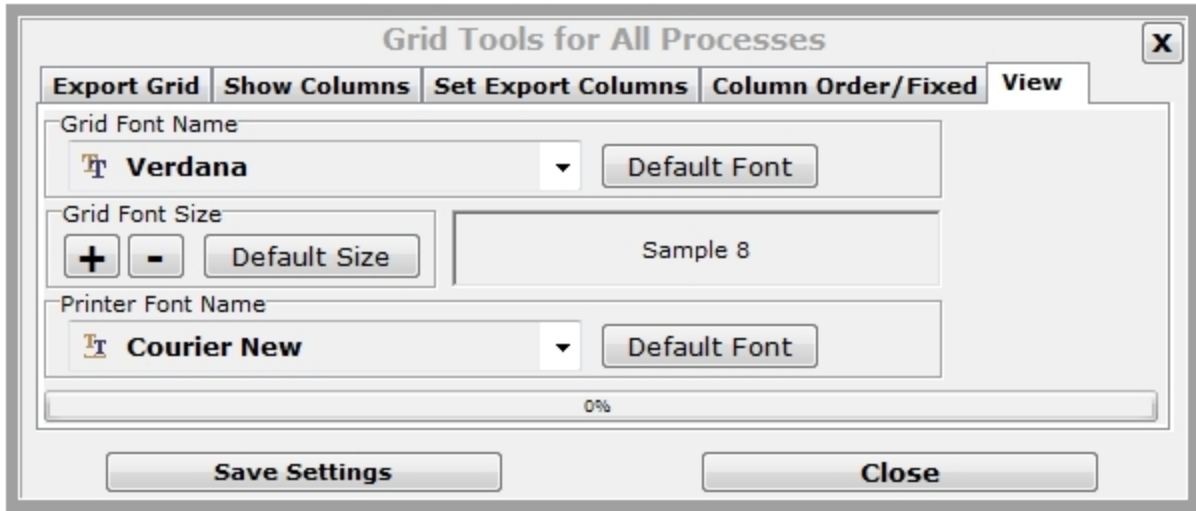 Grid Tools for All Processes
X
Export Grid Show Columns Set Export Columns Column Order/Fixed View
Grid Font Name
Verdana Default Font
Grid Font Size
+ - Default Size Sample 8
Printer Font Name
Courier New Default Font
0%
Save Settings Close